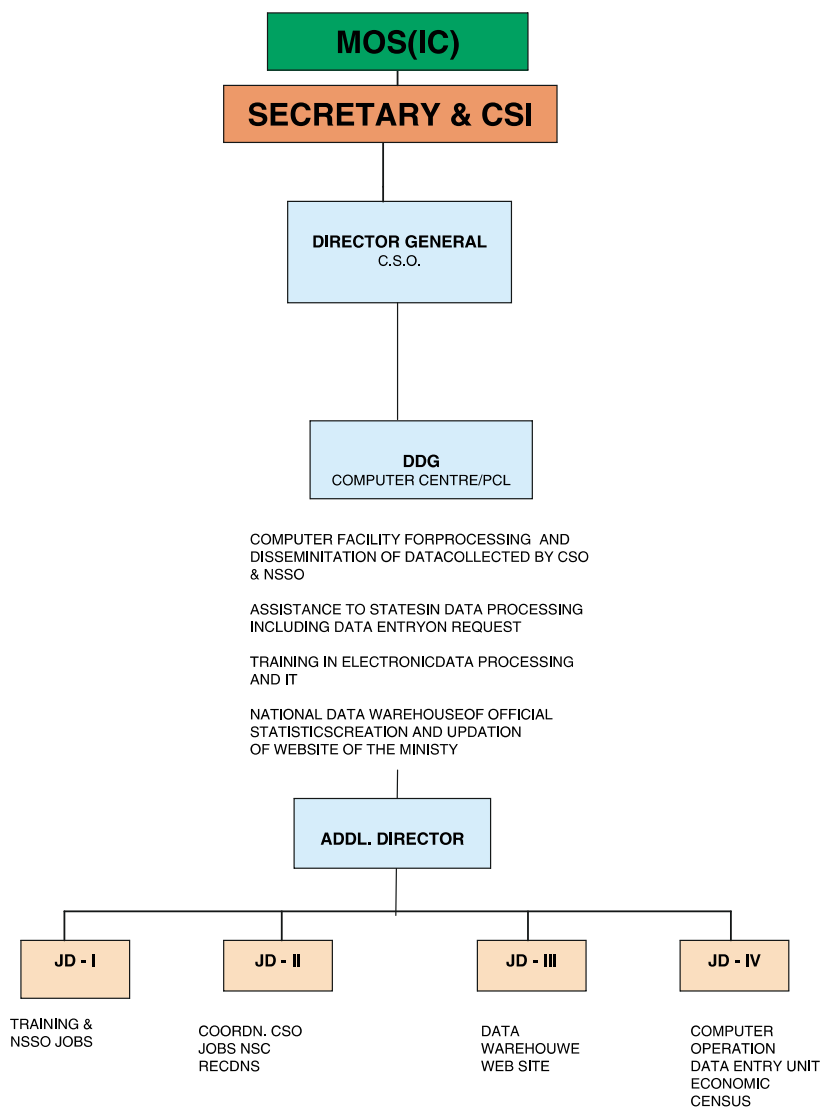 MOS(IC)
SECRETARY & CSI
DIRECTOR GENERAL
C.S.O.
DDG
COMPUTER CENTRE/PCL
COMPUTER FACILITY FORPROCESSING AND
DISSEMINITATION OF DATACOLLECTED BY CSO
& NSSO
ASSISTANCE TO STATESIN DATA PROCESSING
INCLUDING DATA ENTRYON REQUEST
TRAINING IN ELECTRONICDATA PROCESSING
AND IT
NATIONAL DATA WAREHOUSEOF OFFICIAL
STATISTICSCREATION AND UPDATION
OF WEBSITE OF THE MINISTY
ADDL. DIRECTOR
JD - I
TRAINING &
NSSO JOBS
JD - II
COORDN. CSO
JOBS NSC
RECDNS
JD - III
DATA
WAREHOUWE
WEB SITE
JD - IV
COMPUTER
OPERATION
DATA ENTRY UNIT
ECONOMIC
CENSUS